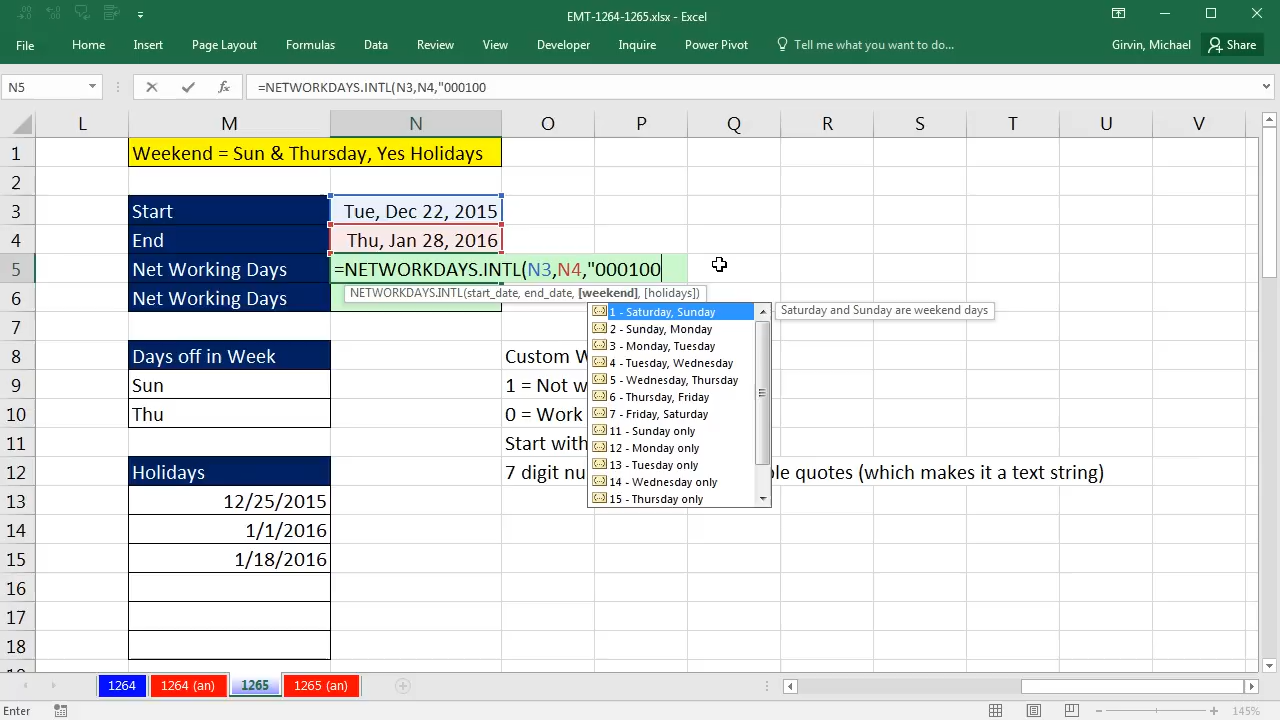 EMT-1264-1265.xlsx - Excel
File Home Insert Page Layout Formulas Data Review View Developer Inquire Power Pivot Tell me what you want to do... Girvin, Michael Share
N5 =NETWORKDAYS.INTL(N3,N4,"000100
L M N O P Q R S T U V
1 Weekend = Sun & Thursday, Yes Holidays
2
3 Start Tue, Dec 22, 2015
4 End Thu, Jan 28, 2016
5 Net Working Days =NETWORKDAYS.INTL(N3,N4,"000100
NETWORKDAYS.INTL(start_date, end_date, [weekend], [holidays])
6 Net Working Days
1 - Saturday, Sunday Saturday and Sunday are weekend days
2 - Sunday, Monday
7
3 - Monday, Tuesday
8 Days off in Week Custom W
4 - Tuesday, Wednesday
5 - Wednesday, Thursday
9 Sun 1 = Not w
6 - Thursday, Friday
10 Thu 0 = Work
7 - Friday, Saturday
11 - Sunday only
11 Start with
12 - Monday only
13 - Tuesday only
12 Holidays 7 digit nu ble quotes (which makes it a text string)
14 - Wednesday only
15 - Thursday only
13 12/25/2015
14 1/1/2016
15 1/18/2016
16
17
18
1264 1264 (an) 1265 1265 (an)
Enter 145%